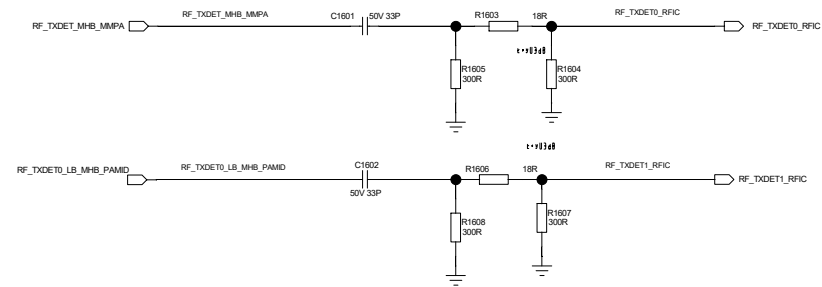 C1601 50V 33P R1603 18R RF_TXDET0_RFIC
RF_TXDET_MHB_MMPA RF_TXDET_MHB_MMPA RF_TXDET0_RFIC
R1605
300R
R1604
300R
RF_TXDET0_LB_MHB_PAMID RF_TXDET0_LB_MHB_PAMID C1602 R1606 18R RF_TXDET1_RFIC
RF_TXDET1_RFIC
50V 33P
R1608
300R
R1607
300R